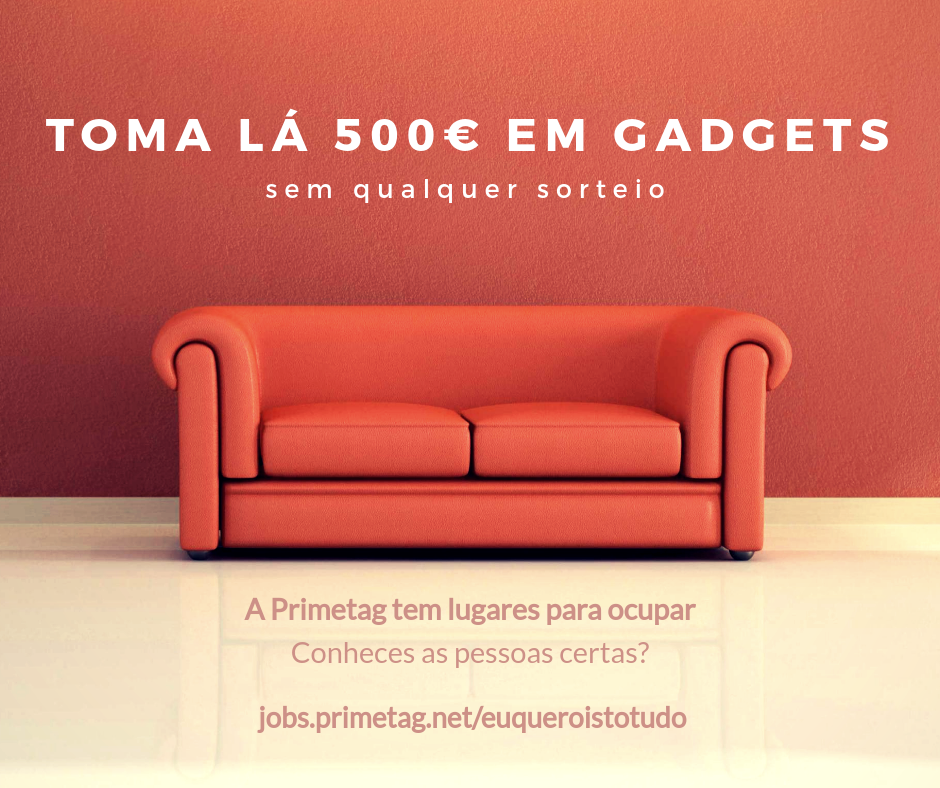 TOMA LÁ 500€ EM GADGETS
sem qualquer sorteio
A Primetag tem lugares para ocupar
Conheces as pessoas certas?
jobs.primetag.net/euqueroistotudo